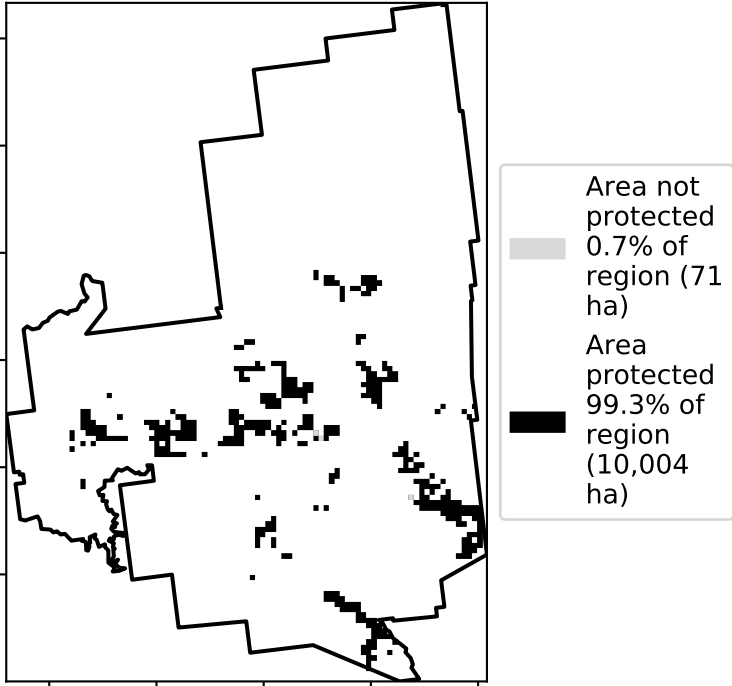 Area not
protected
0.7% of
region (71
ha)
Area
protected
99.3% of
region
(10,004
ha)